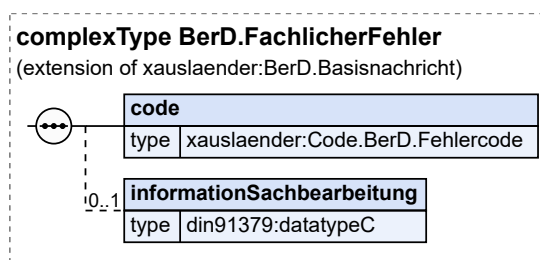 complexType BerD.FachlicherFehler
(extension of xauslaender:BerD.Basisnachricht)
code
type xauslaender:Code.BerD.Fehlercode
0..1
informationSachbearbeitung
type din91379:datatypeC